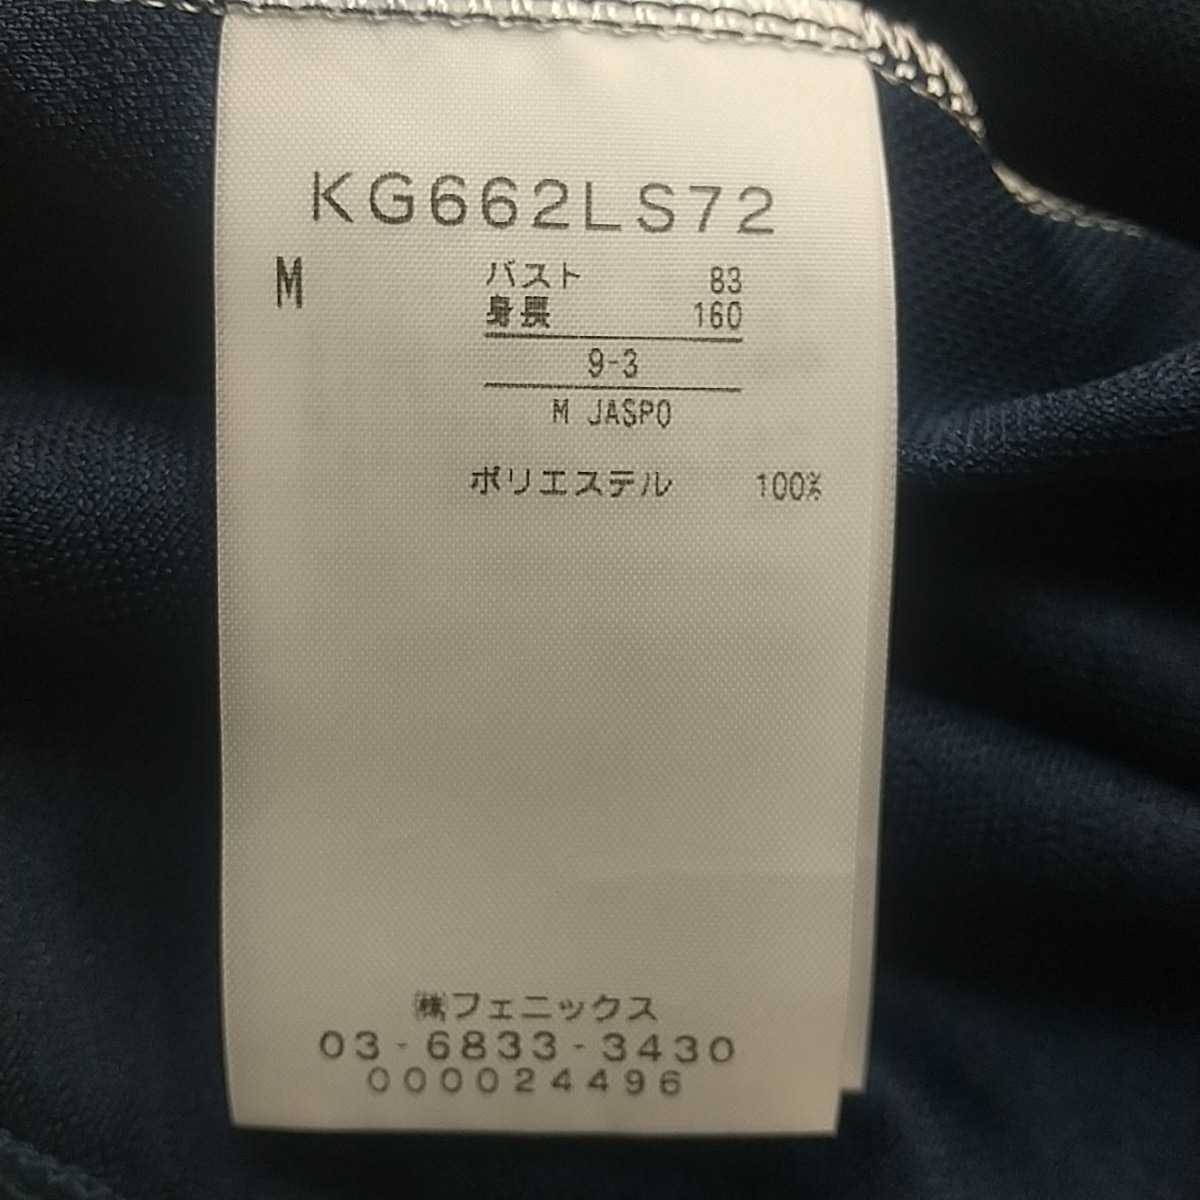 KG662LS72
M バスト 83
身長 160
9-3
M JASPO
ポリエステル 100%
㈱フェニックス
03-6833-3430
000024496